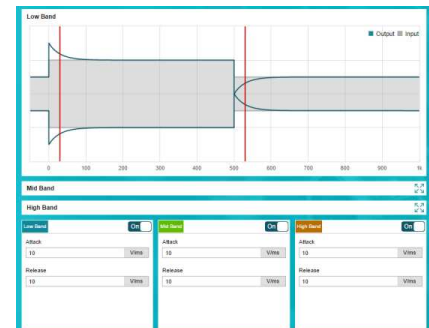 Low Band
Output Input
0 100 200 300 400 500 600 700 800 900 1k
Mid Band
High Band
Low Band On Mid Band On High Band On
Attack Attack Attack
10 V/ms 10 V/ms 10 V/ms
Release Release Release
10 V/ms 10 V/ms 10 V/ms